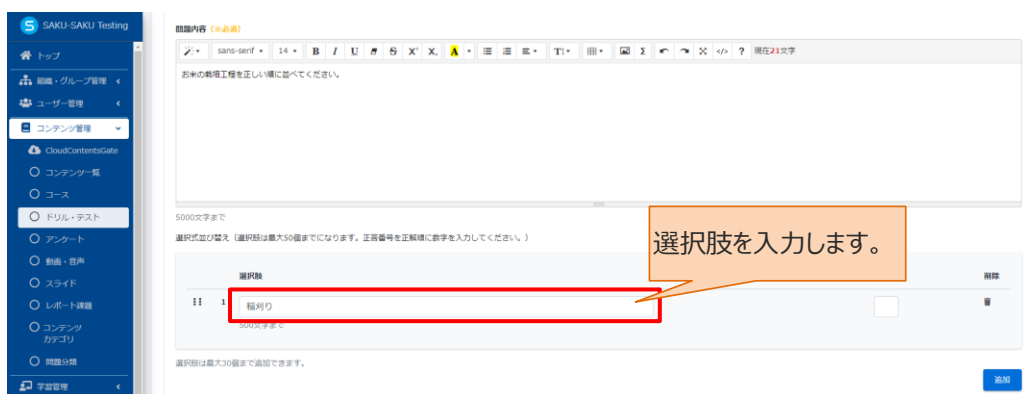 S SAKU-SAKU Testing
トップ
組織・グループ管理
ユーザー管理
コンテンツ管理
CloudContentsGate
コンテンツ一覧
コース
ドリル・テスト
アンケート
動画・音声
スライド
レポート課題
コンテンツ
カテゴリ
問題分類
学習管理
問題内容 (※必須)
sans-serif 14 B I U S X X A T I Σ </> ? 現在21文字
お米の栽培工程を正しい順に並べてください。
5000文字まで
選択式並び替え（選択肢は最大50個までになります。正答番号を正解順に数字を入力してください。）
選択肢を入力します。
選択肢 削除
1 稲刈り
500文字まで
選択肢は最大30個まで追加できます。
追加